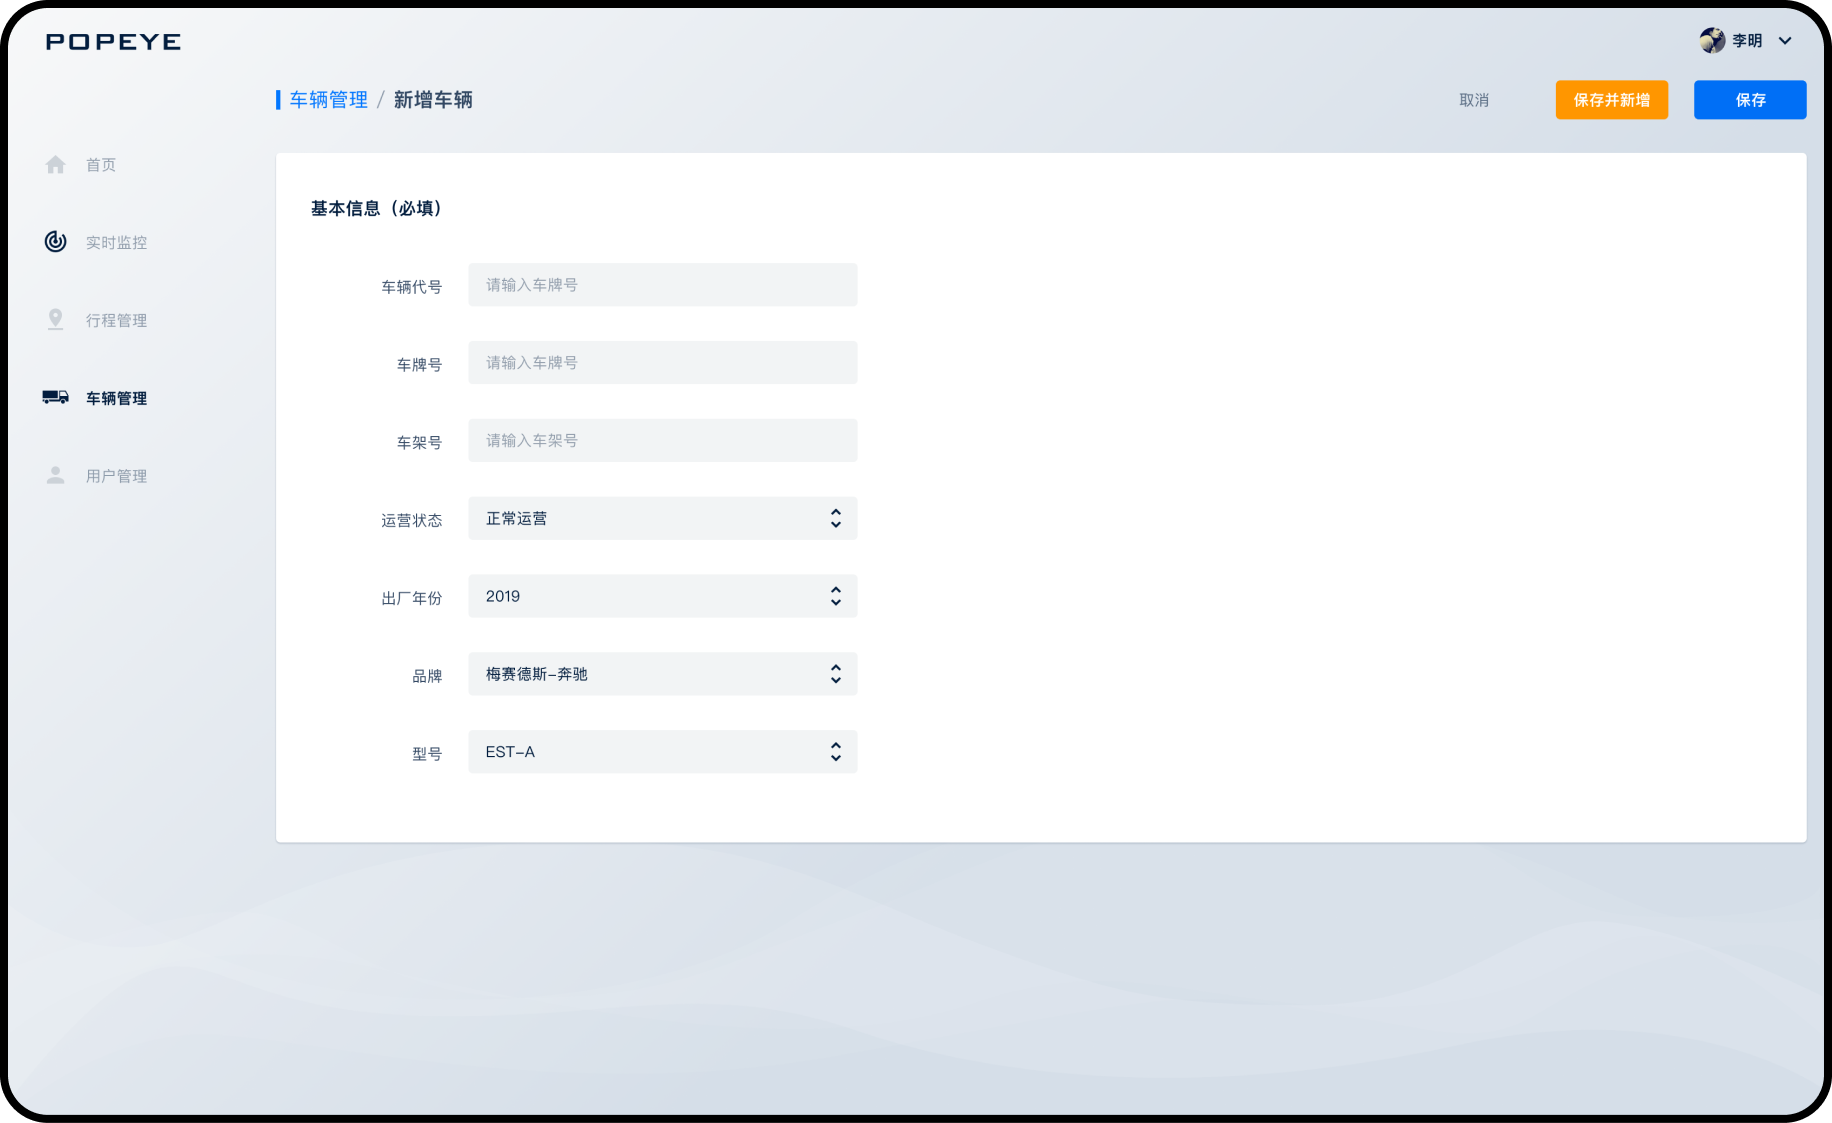 POPEYE
李明
车辆管理 / 新增车辆
取消
保存并新增
保存
首页
实时监控
行程管理
车辆管理
用户管理
基本信息（必填）
车辆代号 请输入车牌号
车牌号 请输入车牌号
车架号 请输入车架号
运营状态 正常运营
出厂年份 2019
品牌 梅赛德斯-奔驰
型号 EST-A